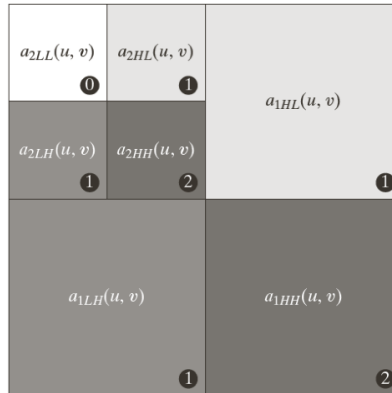 a2LL(u, v)
0
a2HL(u, v)
1
a1HL(u, v)
1
a2LH(u, v)
1
a2HH(u, v)
2
a1LH(u, v)
1
a1HH(u, v)
2